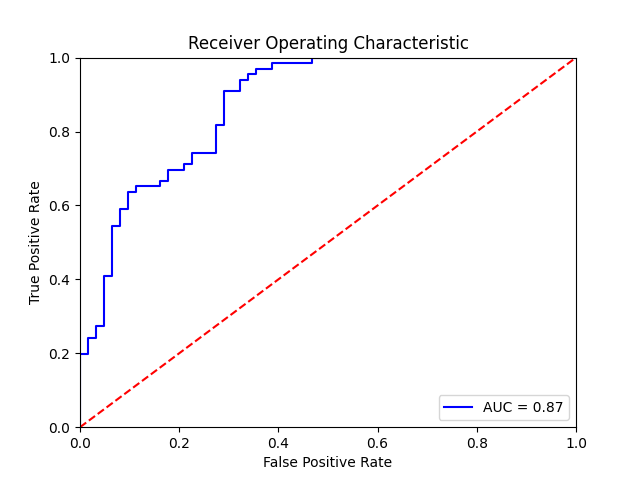 Receiver Operating Characteristic
1.0
0.8
0.6
0.4
0.2
0.0
True Positive Rate
AUC = 0.87
0.0 0.2 0.4 0.6 0.8 1.0
False Positive Rate